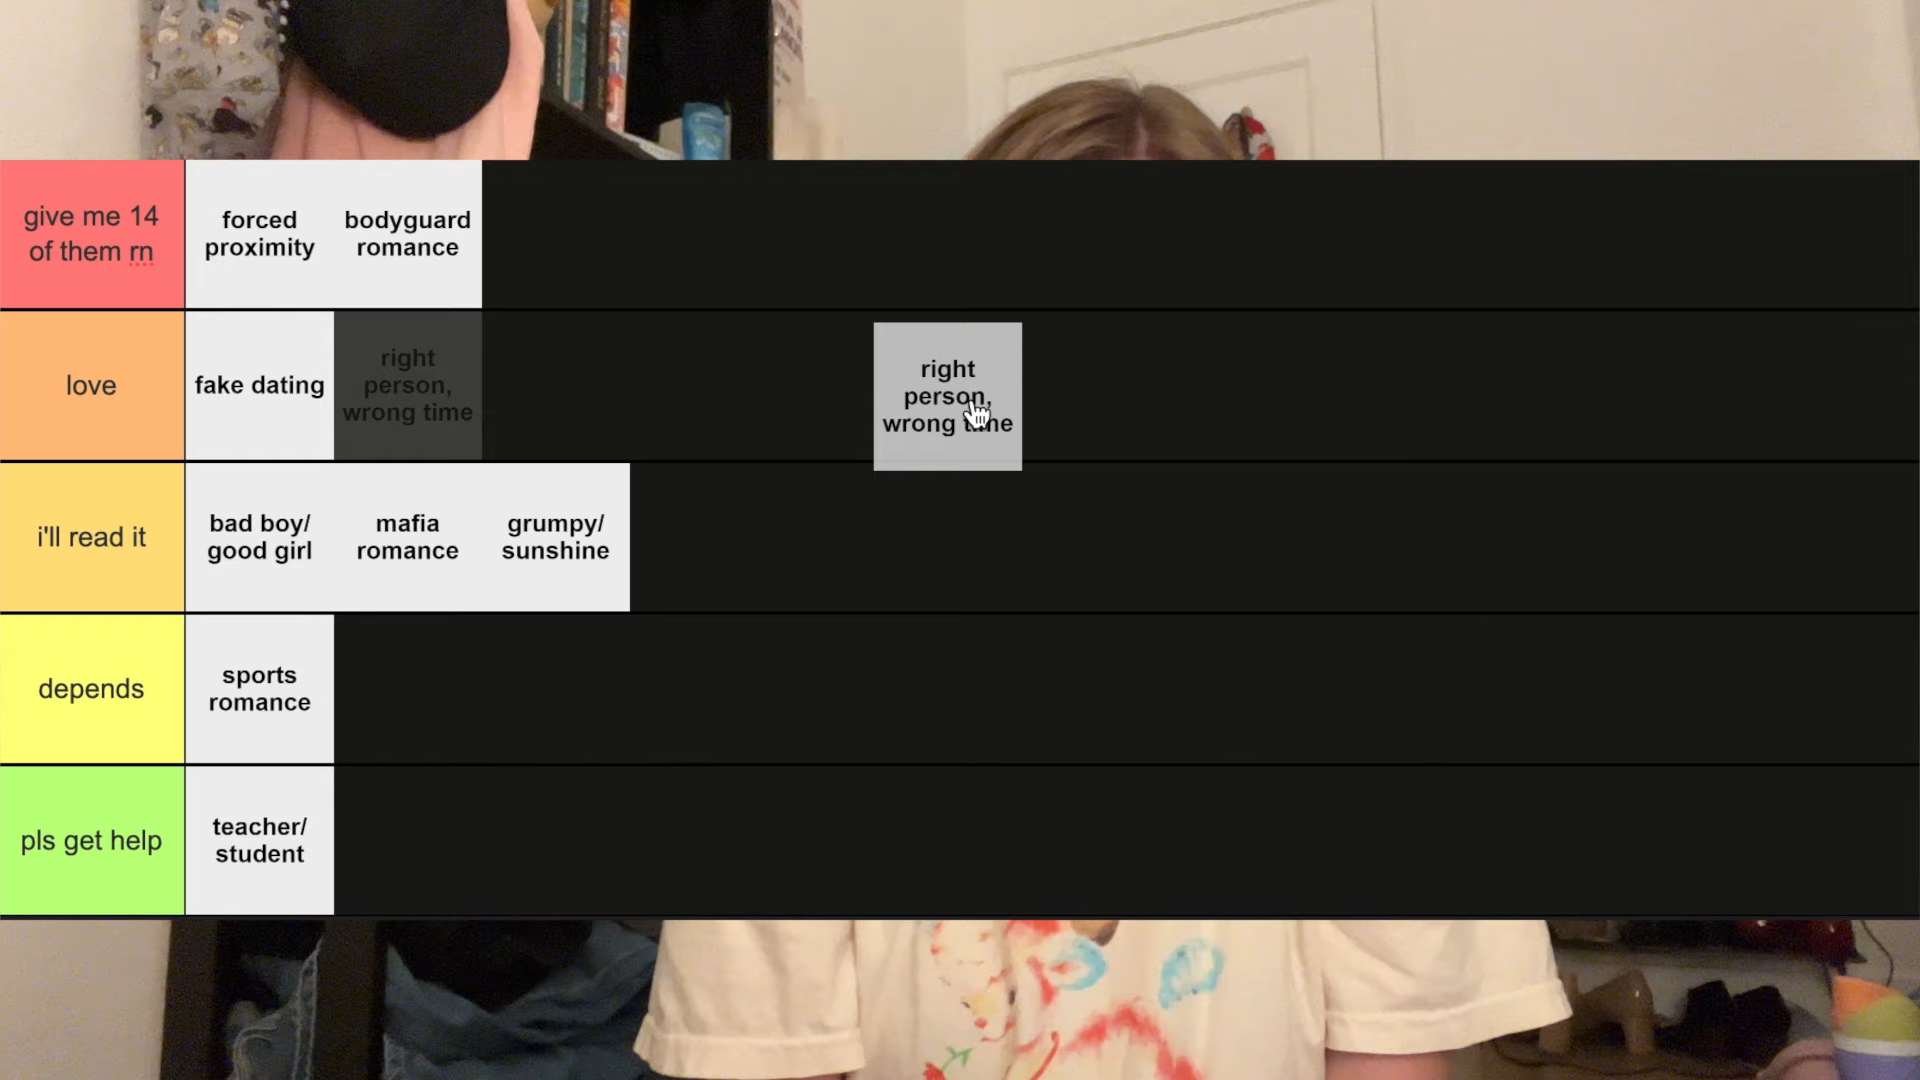 give me 14
of them rn
forced
proximity
bodyguard
romance
love
fake dating
right
person,
wrong time
right
person,
wrong time
i'll read it
bad boy/
good girl
mafia
romance
grumpy/
sunshine
depends
sports
romance
pls get help
teacher/
student